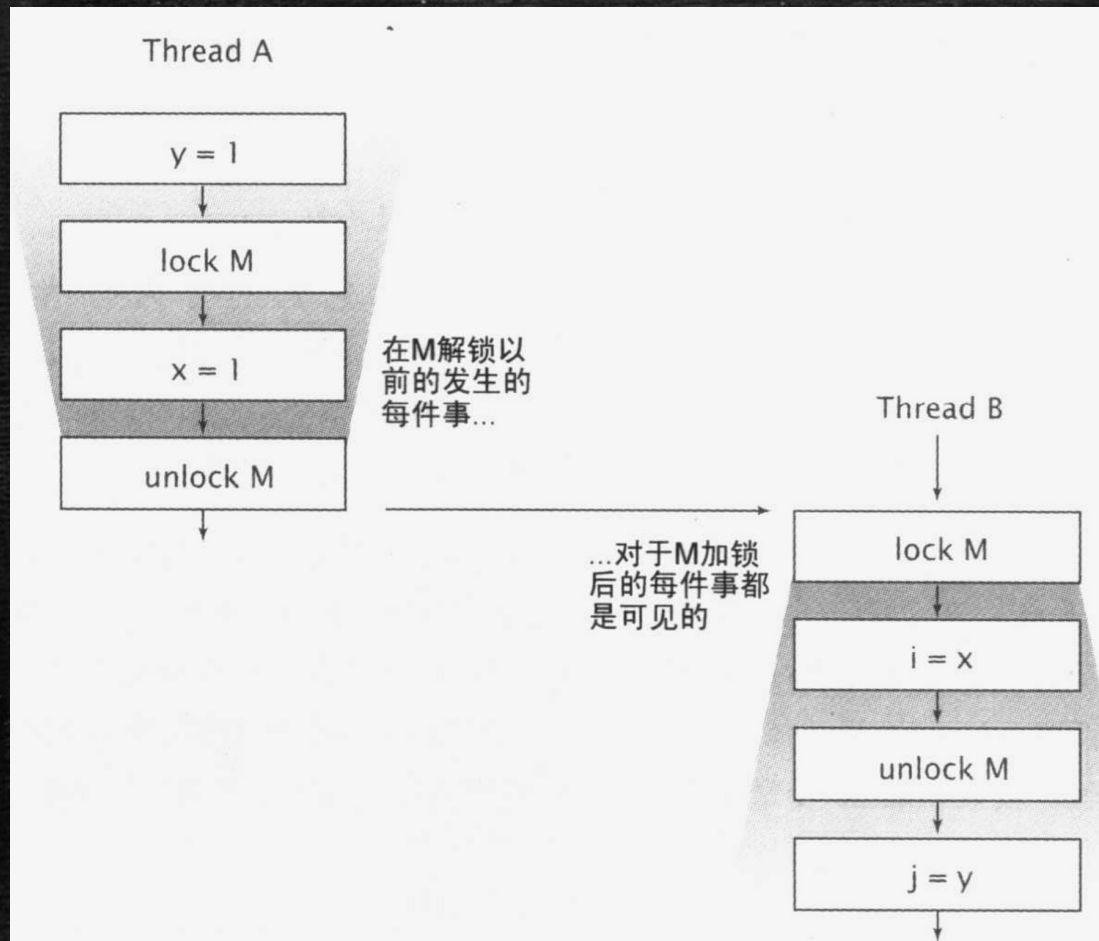 Thread A
y = 1
lock M
x = 1
在M解锁以
前的发生的
每件事...
unlock M
Thread B
lock M
...对于M加锁
后的每件事都
是可见的
i = x
unlock M
j = y